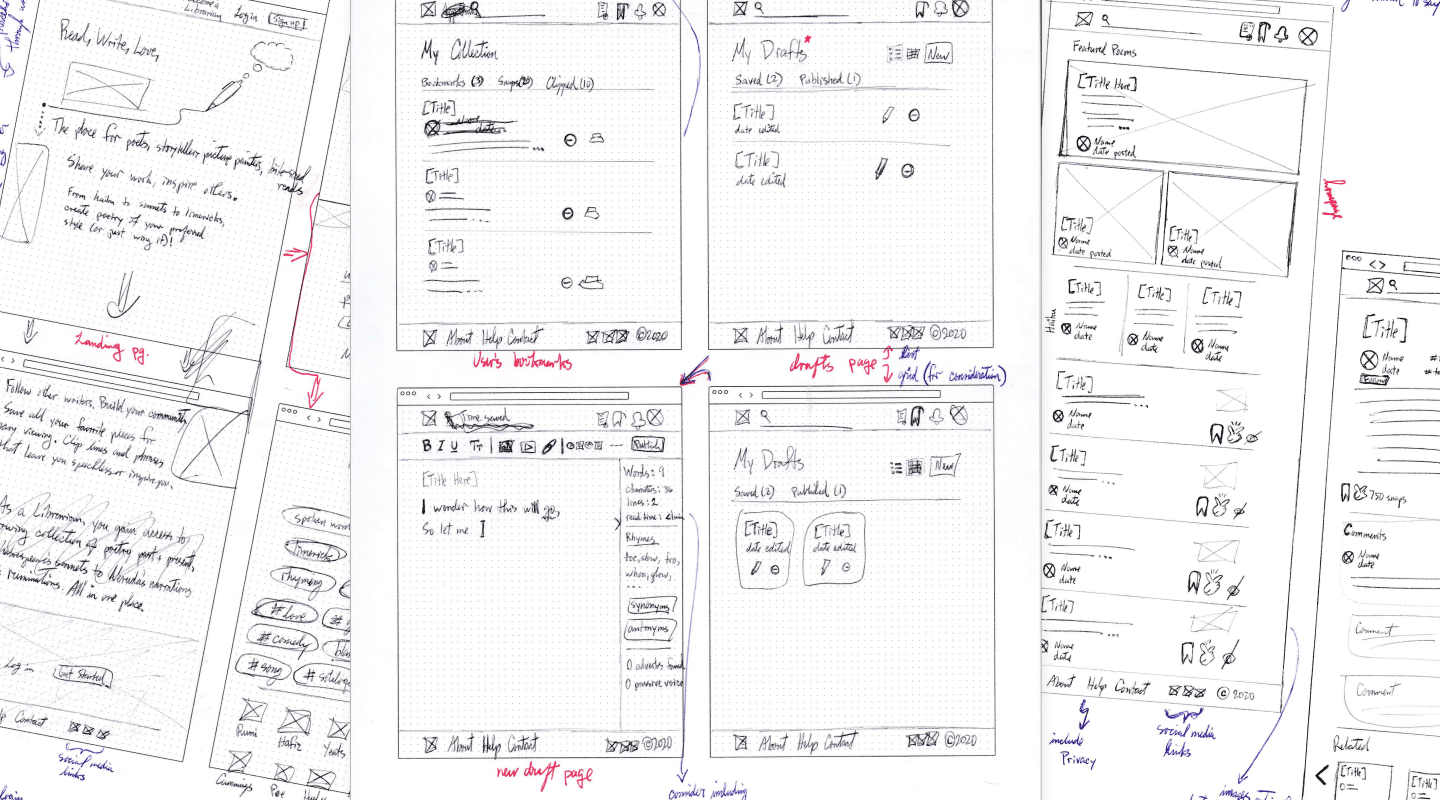 Become a
Librarian
Log in
Sign up
Read, Write, Love,
The place for poets, storytellers, picture painters,
reads
Share your work, inspire others.
From haiku to sonnets to limericks,
create poetry of your preferred
style (or just wing it)!
Landing pg.
Follow other writers. Build your community.
Save all your favorite pieces for
viewing. Clip lines and phrases
that leave you speechless or inspire you.
As a Librarian, you gain access to
growing collection of poetry past + present,
sonnets to Nerudas narrations
ruminations. All in one place.
Log in
Get Started
Contact
Social media
links
spoken word
limerick
rhyming
#love
#comedy
#song
Rumi
Hafiz
Yeats
Cummings
Poe
My Collection
Bookmarks (3)
Snaps
Clipped (10)
[Title]
Name
date
[Title]
[Title]
About Help Contact
©2020
User's bookmarks
My Drafts*
New
Saved (2)
Published (1)
[Title]
date edited
[Title]
date edited
About Help Contact
©2020
drafts page
list
grid (for consideration)
Time saved
B I U Tt
Publish
[Title Here]
I wonder how this will go,
So let me
Words: 9
characters: 36
lines: 2
read time: <1min
Rhymes
toe, slow, fro,
whoa, glow,
...
synonyms
antonyms
0 adverbs found
0 passive voice
About Help Contact
©2020
new draft page
consider including
My Drafts
New
Saved (2)
Published (1)
[Title]
date edited
[Title]
date edited
About Help Contact
©2020
Featured Poems
[Title Here]
Name
date posted
[Title]
Name
date posted
[Title]
Name
date posted
homepage
Haiku
[Title]
Name
date
[Title]
Name
date
[Title]
Name
date
[Title]
Name
date
[Title]
Name
date
[Title]
Name
date
[Title]
Name
date
About Help Contact
© 2020
include
Privacy
Social media
links
images
[Title]
Name
date
Follow
750 snaps
Comments
Name
date
Comment
Comment
Related
[Title]
[Title]